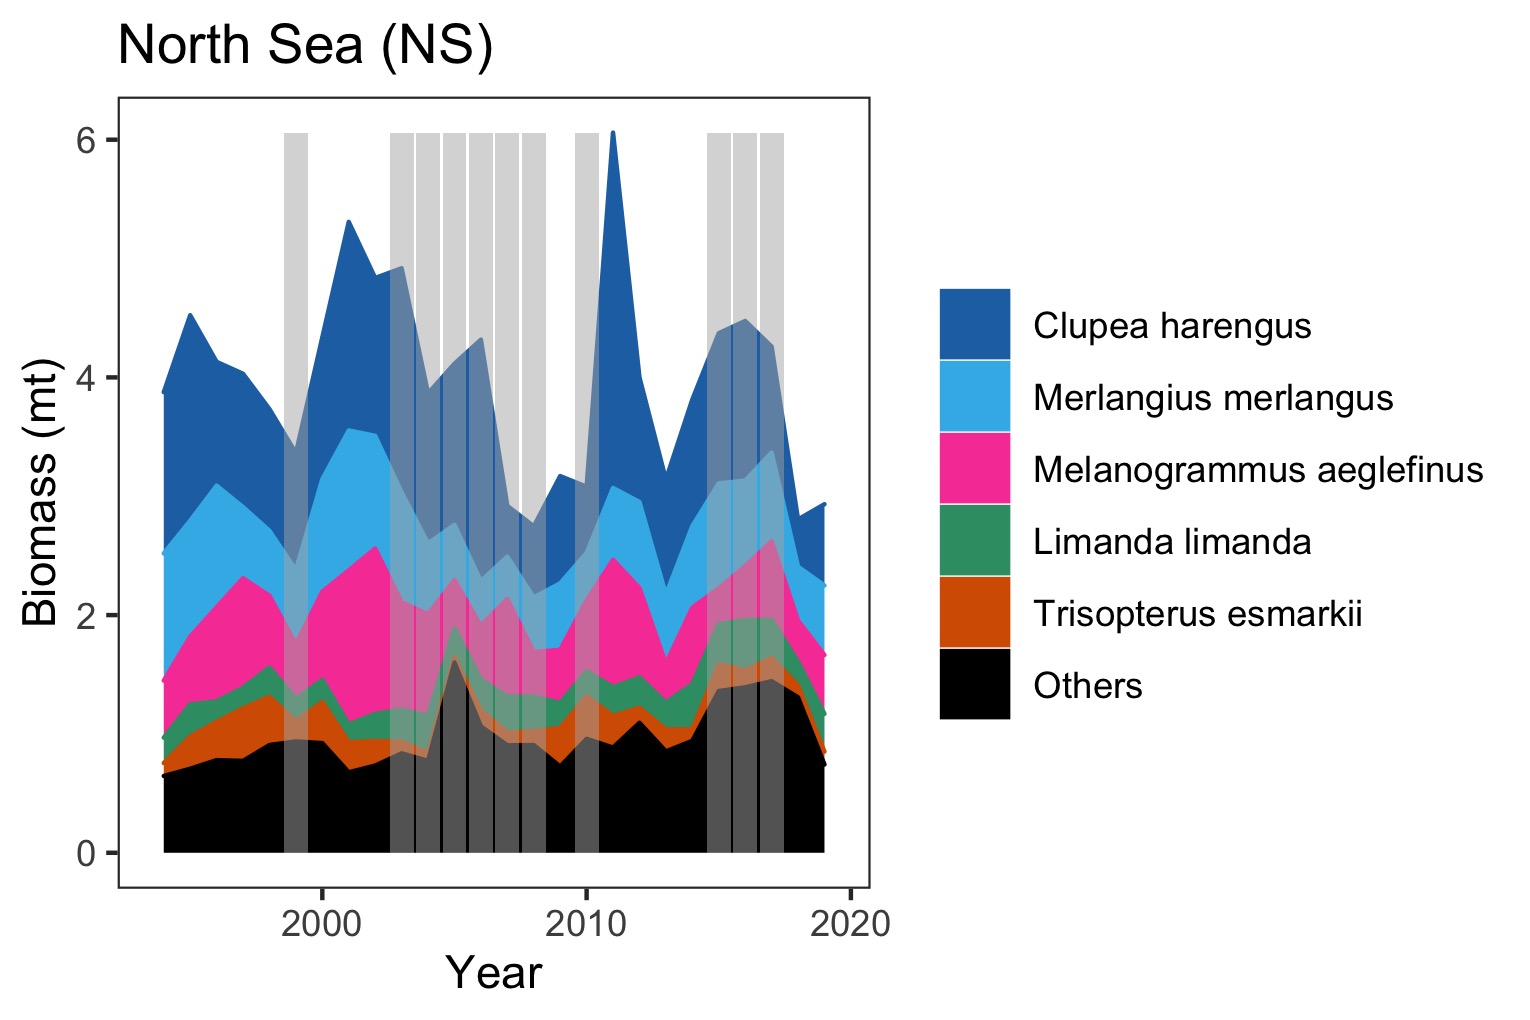 North Sea (NS)
Biomass (mt)
6
4
2
0
2000
2010
2020
Year
Clupea harengus
Merlangius merlangus
Melanogrammus aeglefinus
Limanda limanda
Trisopterus esmarkii
Others